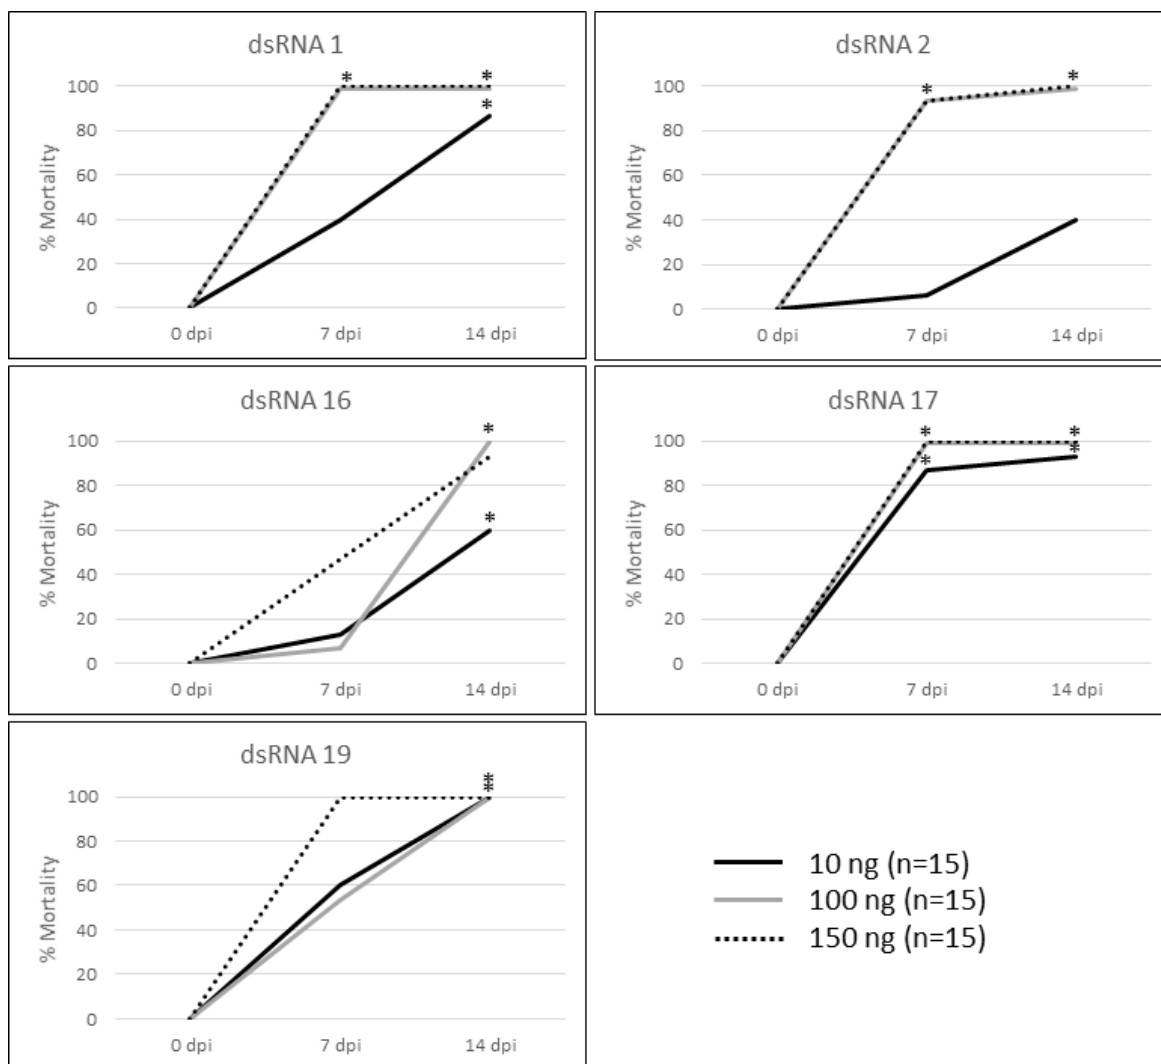 dsRNA 1
% Mortality
100
80
60
40
20
0
* *
*
0 dpi 7 dpi 14 dpi
dsRNA 2
% Mortality
100
80
60
40
20
0
* *
0 dpi 7 dpi 14 dpi
dsRNA 16
% Mortality
100
80
60
40
20
0
*
*
0 dpi 7 dpi 14 dpi
dsRNA 17
% Mortality
100
80
60
40
20
0
* *
* *
0 dpi 7 dpi 14 dpi
dsRNA 19
% Mortality
100
80
60
40
20
0
*
*
0 dpi 7 dpi 14 dpi
10 ng (n=15)
100 ng (n=15)
150 ng (n=15)